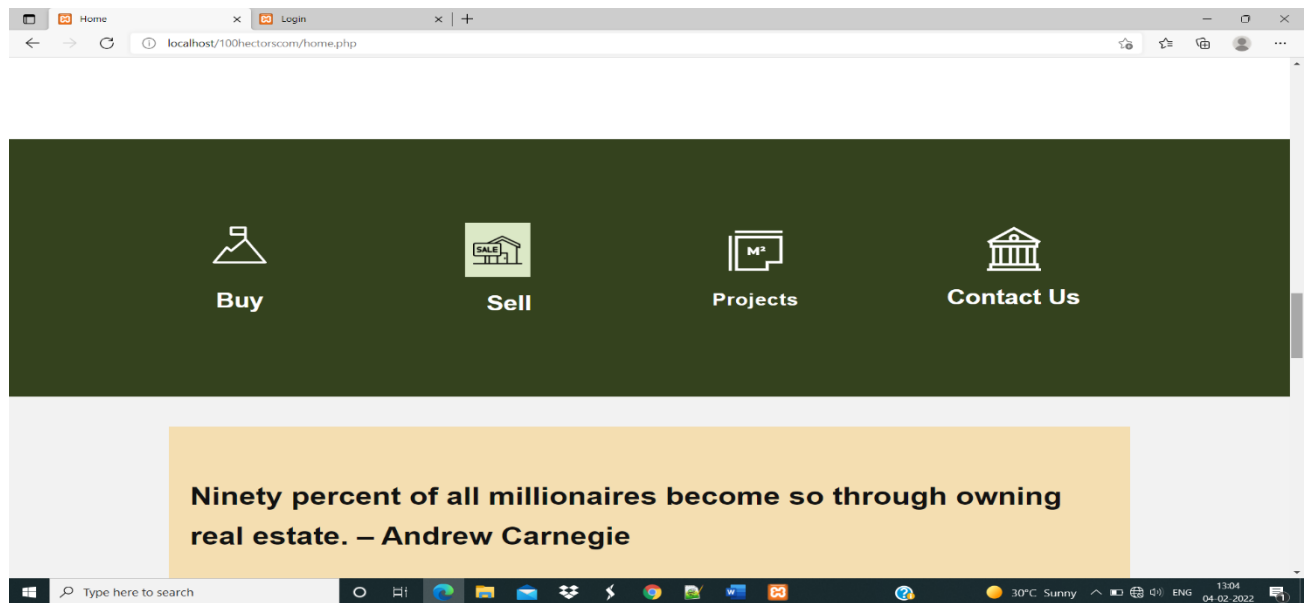 Home
Login
localhost/100hectorscom/home.php
SALE
M²
Buy
Sell
Projects
Contact Us
Ninety percent of all millionaires become so through owning
real estate. – Andrew Carnegie
Type here to search
30°C Sunny
ENG
13:04
04-02-2022
1